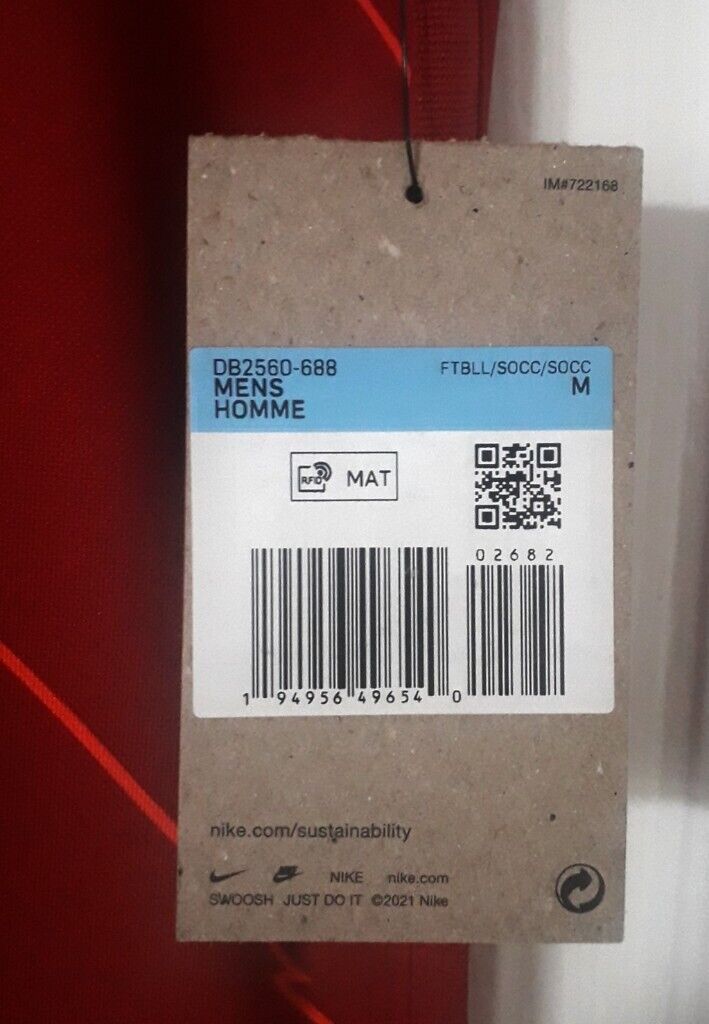 IM#722168
DB2560-688
FTBLL/SOCC/SOCC
MENS
M
HOMME
RFID
MAT
02682
1 94956 49654 0
nike.com/sustainability
NIKE nike.com
SWOOSH JUST DO IT ©2021 Nike